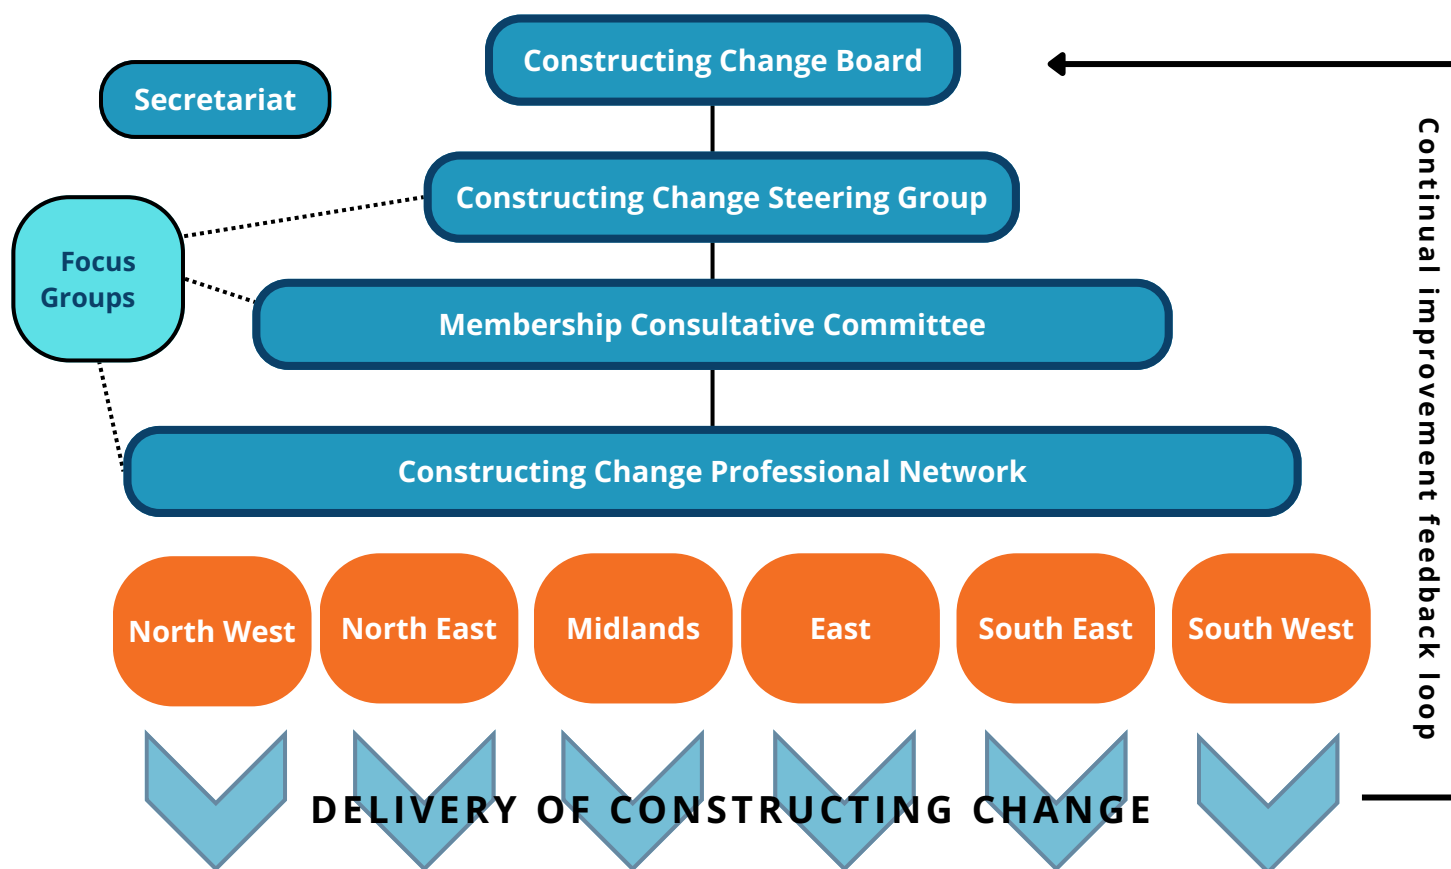 Constructing Change Board
Secretariat
Constructing Change Steering Group
Focus
Groups
Membership Consultative Committee
Constructing Change Professional Network
North West
North East
Midlands
East
South East
South West
DELIVERY OF CONSTRUCTING CHANGE
Continual improvement feedback loop